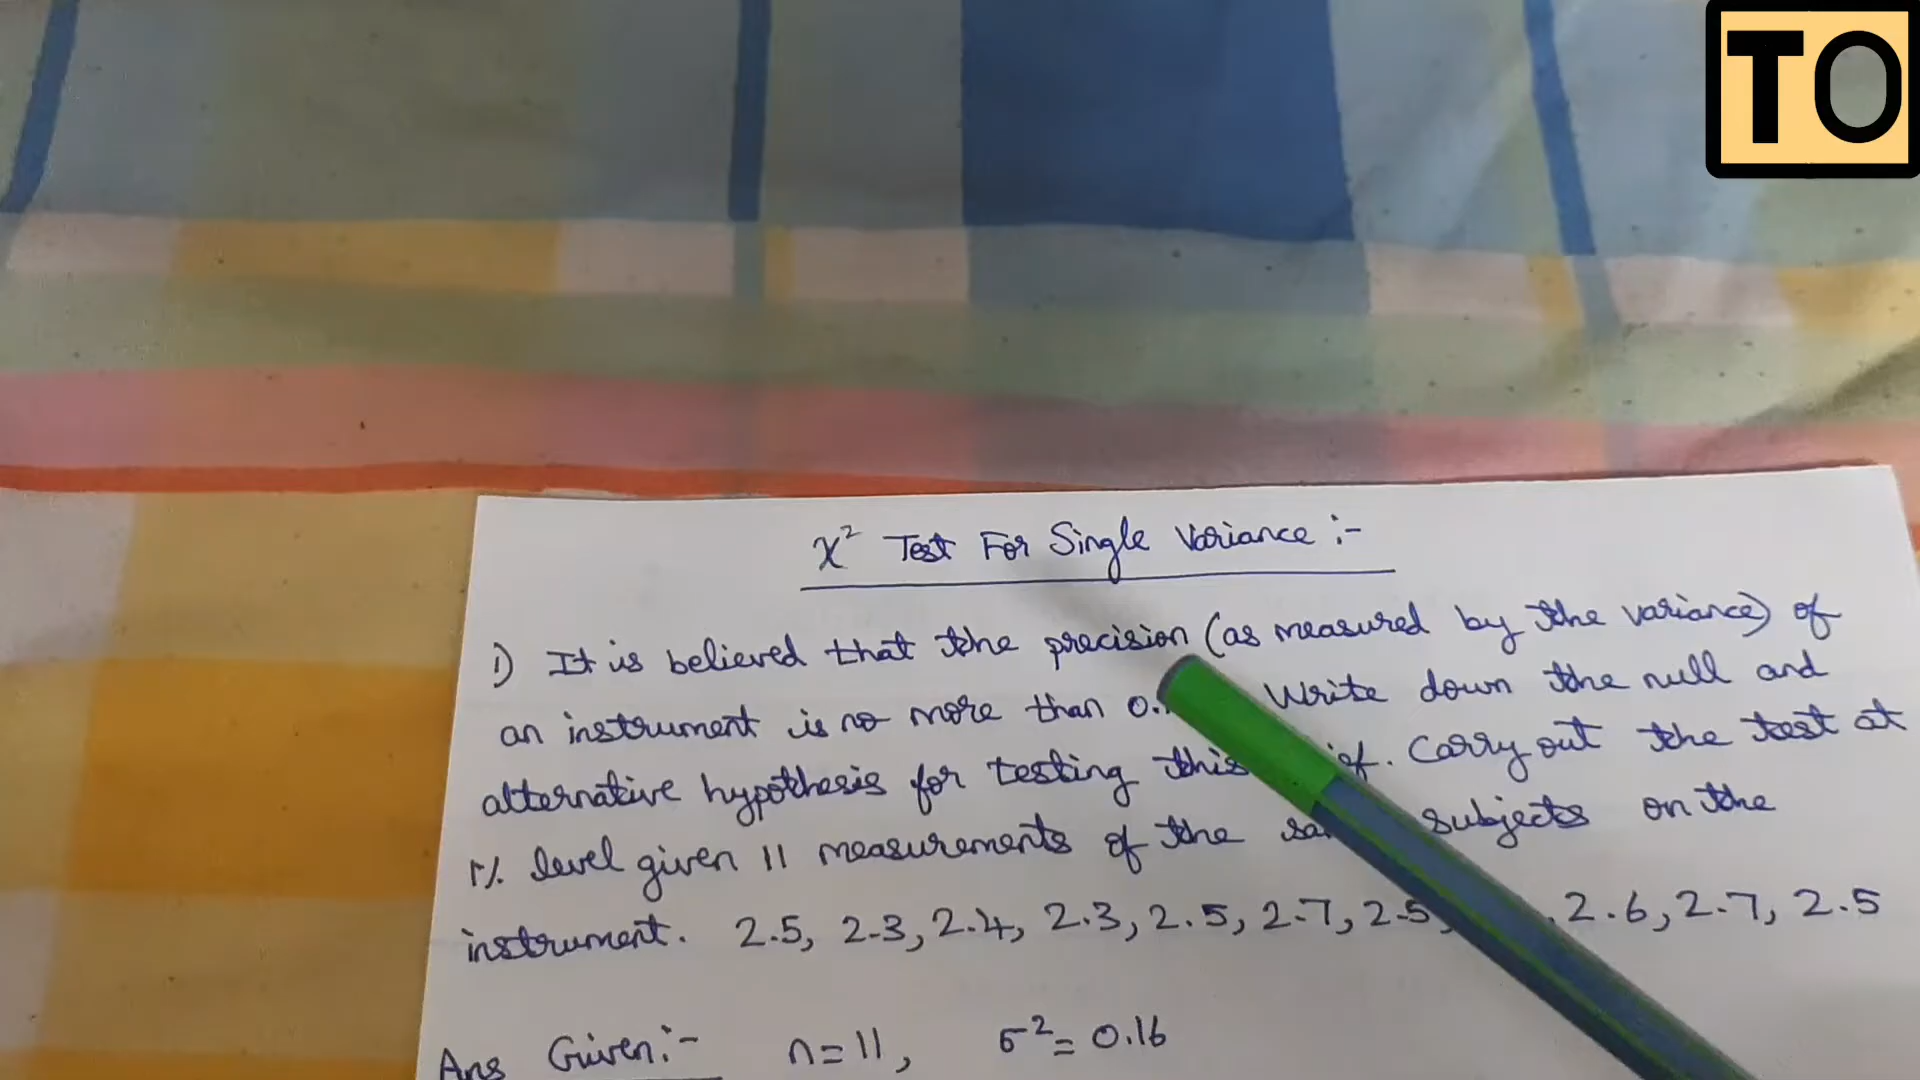 TO
χ² Test For Single Variance :-
1) It is believed that the precision (as measured by the variance) of
an instrument is no more than 0. Write down the null and
alternative hypothesis for testing this . Carry out the test at
1% level given 11 measurements of the subjects on the
instrument. 2.5, 2.3, 2.4, 2.3, 2.5, 2.7, 2.5 2.6, 2.7, 2.5
Ans Given:- n=11, σ²= 0.16